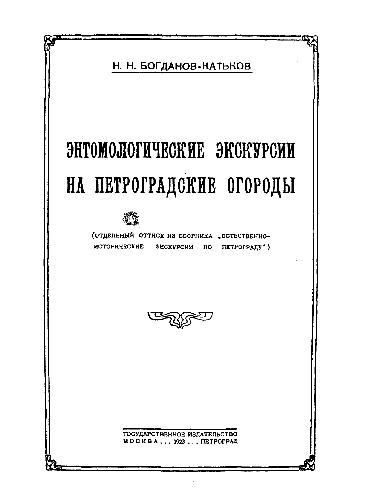 Н. Н. БОГДАНОВ-КАТЬКОВ
ЭНТОМОЛОГИЧЕСКИЕ ЭКСКУРСИИ
НА ПЕТРОГРАДСКИЕ ОГОРОДЫ
(ОТДЕЛЬНЫЙ ОТТИСК ИЗ СБОРНИКА „ЕСТЕСТВЕННО-
ИСТОРИЧЕСКИЕ ЭКСКУРСИИ ПО ПЕТРОГРАДУ“)
ГОСУДАРСТВЕННОЕ ИЗДАТЕЛЬСТВО
МОСКВА . . . 1923 . . . ПЕТРОГРАД